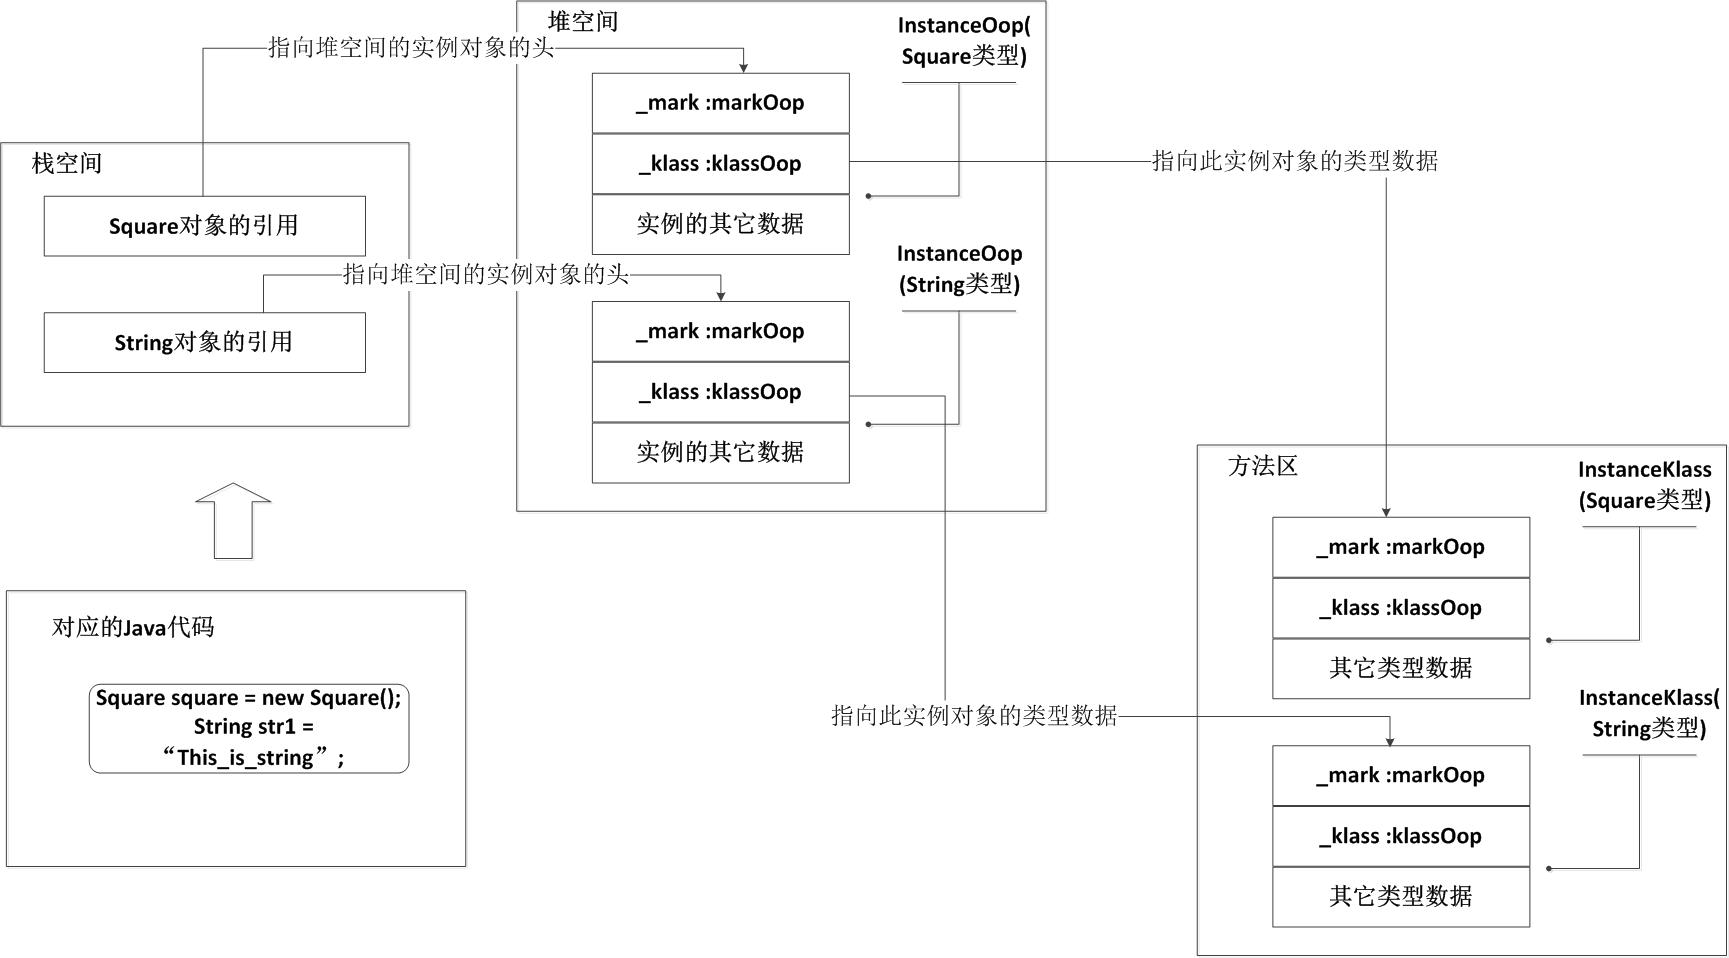 堆空间
InstanceOop(
Square类型)
指向堆空间的实例对象的头
_mark :markOop
_klass :klassOop
实例的其它数据
指向此实例对象的类型数据
栈空间
Square对象的引用
指向堆空间的实例对象的头
String对象的引用
InstanceOop
(String类型)
_mark :markOop
_klass :klassOop
实例的其它数据
对应的Java代码
Square square = new Square();
String str1 =
“This_is_string”;
指向此实例对象的类型数据
方法区
InstanceKlass
(Square类型)
_mark :markOop
_klass :klassOop
其它类型数据
InstanceKlass(
String类型)
_mark :markOop
_klass :klassOop
其它类型数据